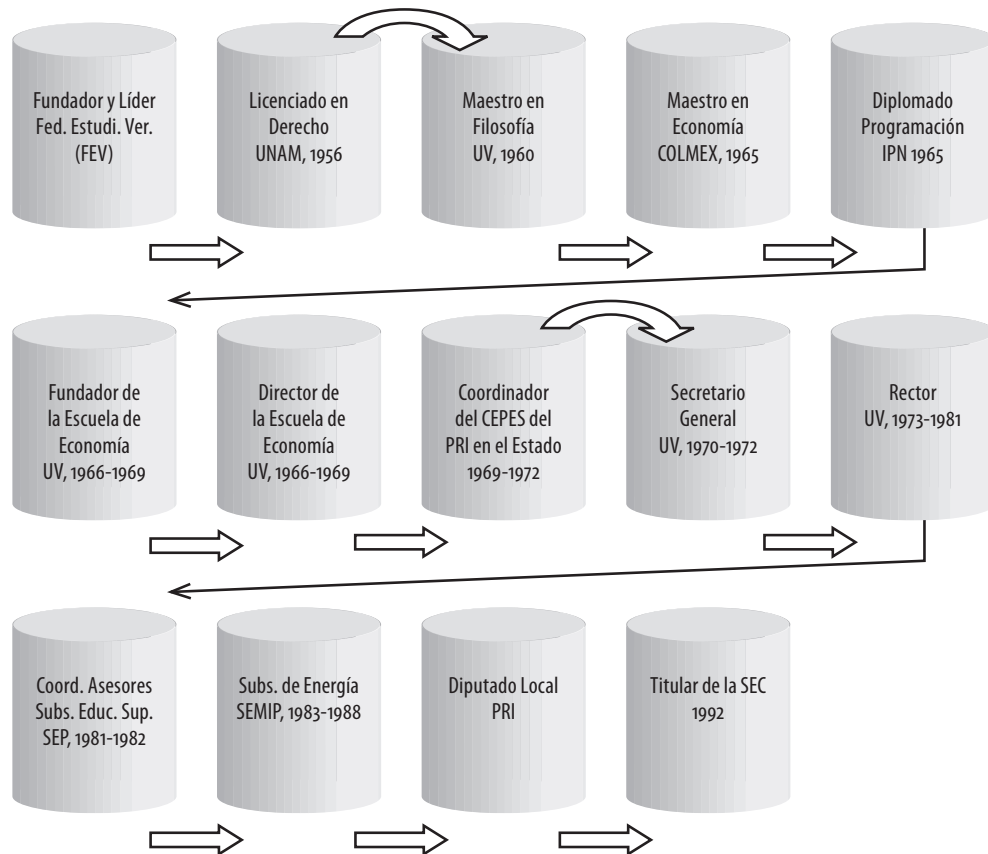 Fundador y Líder
Fed. Estudi. Ver.
(FEV)
Licenciado en
Derecho
UNAM, 1956
Maestro en
Filosofía
UV, 1960
Maestro en
Economía
COLMEX, 1965
Diplomado
Programación
IPN 1965
Fundador de
la Escuela de
Economía
UV, 1966-1969
Director de
la Escuela de
Economía
UV, 1966-1969
Coordinador
del CEPES del
PRI en el Estado
1969-1972
Secretario
General
UV, 1970-1972
Rector
UV, 1973-1981
Coord. Asesores
Subs. Educ. Sup.
SEP, 1981-1982
Subs. de Energía
SEMIP, 1983-1988
Diputado Local
PRI
Titular de la SEC
1992